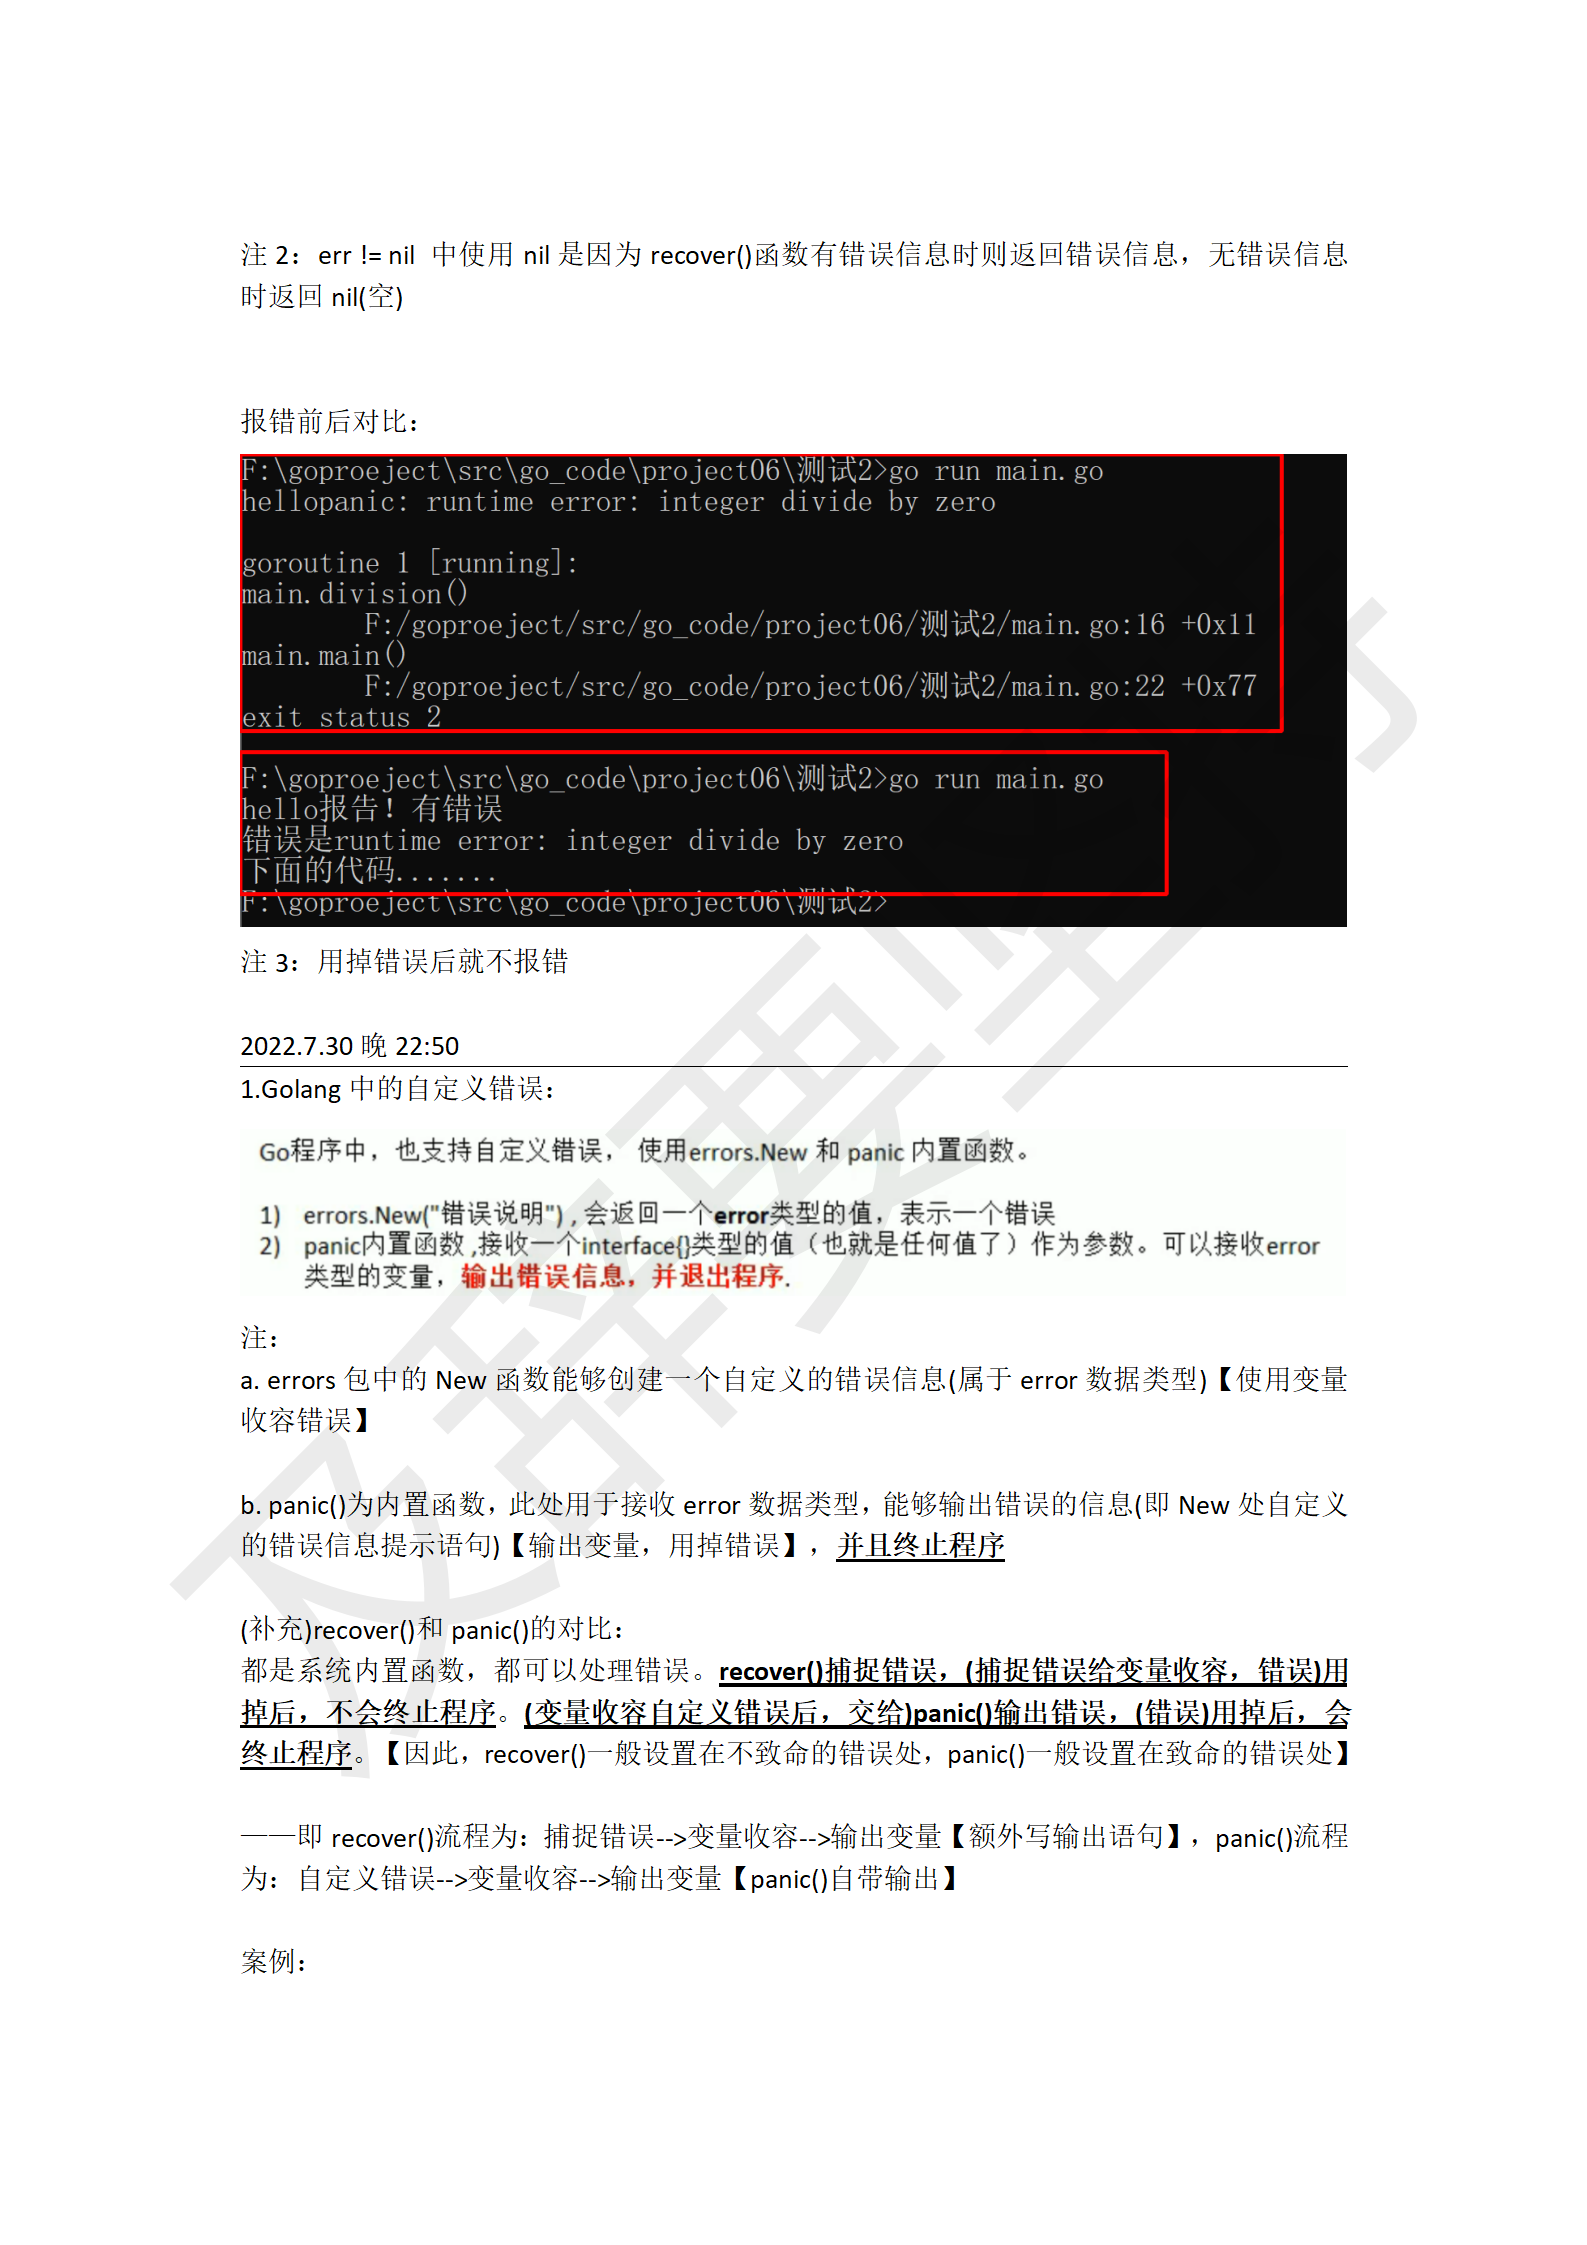 注 2：err != nil 中使用 nil 是因为 recover()函数有错误信息时则返回错误信息，无错误信息
时返回 nil(空)
报错前后对比：
F:\goproeject\src\go_code\project06\测试2>go run main.go
hellopanic: runtime error: integer divide by zero
goroutine 1 [running]:
main.division()
F:/goproeject/src/go_code/project06/测试2/main.go:16 +0x11
main.main()
F:/goproeject/src/go_code/project06/测试2/main.go:22 +0x77
exit status 2
F:\goproeject\src\go_code\project06\测试2>go run main.go
hello报告！有错误
错误是runtime error: integer divide by zero
下面的代码.......
F:\goproeject\src\go_code\project06\测试2>
注 3：用掉错误后就不报错
2022.7.30 晚 22:50
1.Golang 中的自定义错误：
Go程序中，也支持自定义错误， 使用errors.New 和 panic 内置函数。
1) errors.New("错误说明") , 会返回一个error类型的值，表示一个错误
2) panic内置函数 ,接收一个interface{}类型的值（也就是任何值了）作为参数。可以接收error
类型的变量，输出错误信息，并退出程序.
注：
a. errors 包中的 New 函数能够创建一个自定义的错误信息(属于 error 数据类型)【使用变量
收容错误】
b. panic()为内置函数，此处用于接收 error 数据类型，能够输出错误的信息(即 New 处自定义
的错误信息提示语句)【输出变量，用掉错误】，并且终止程序
(补充)recover()和 panic()的对比：
都是系统内置函数，都可以处理错误。recover()捕捉错误，(捕捉错误给变量收容，错误)用
掉后，不会终止程序。(变量收容自定义错误后，交给)panic()输出错误，(错误)用掉后，会
终止程序。【因此，recover()一般设置在不致命的错误处，panic()一般设置在致命的错误处】
——即 recover()流程为：捕捉错误-->变量收容-->输出变量【额外写输出语句】，panic()流程
为：自定义错误-->变量收容-->输出变量【panic()自带输出】
案例：